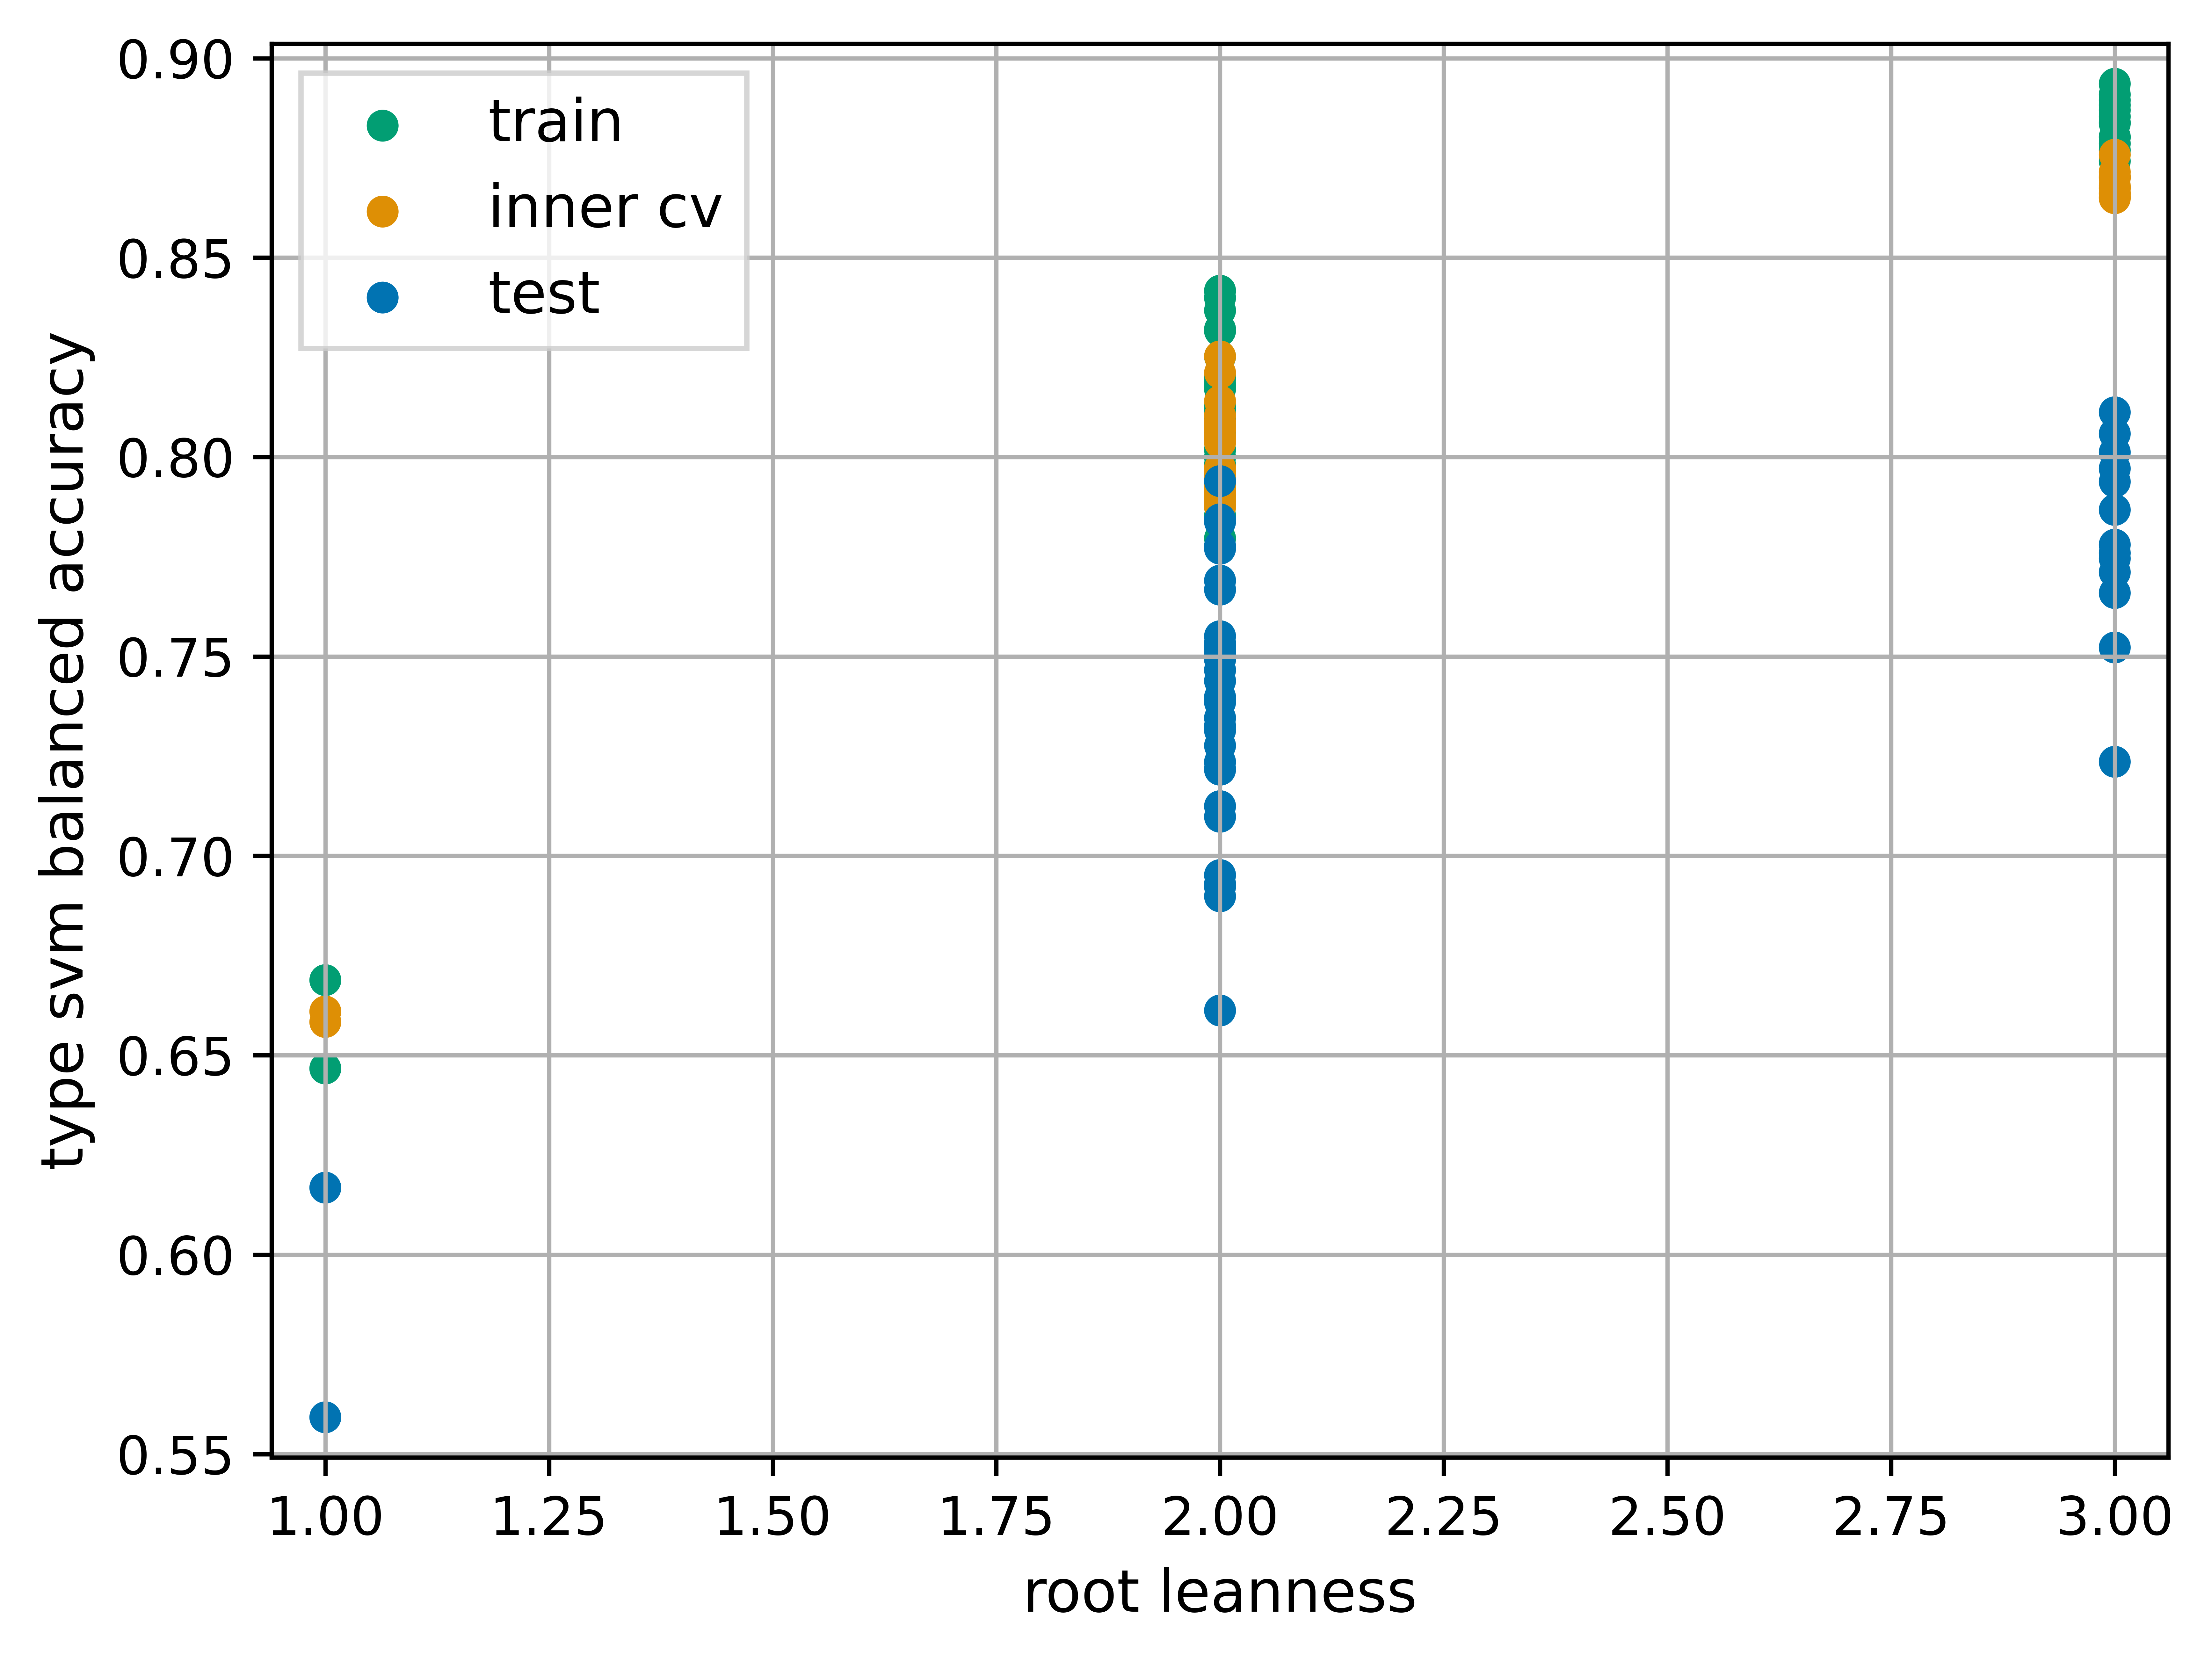 0.90
0.85
0.80
0.75
0.70
0.65
0.60
0.55
type svm balanced accuracy
train
inner cv
test
1.00 1.25 1.50 1.75 2.00 2.25 2.50 2.75 3.00
root leanness